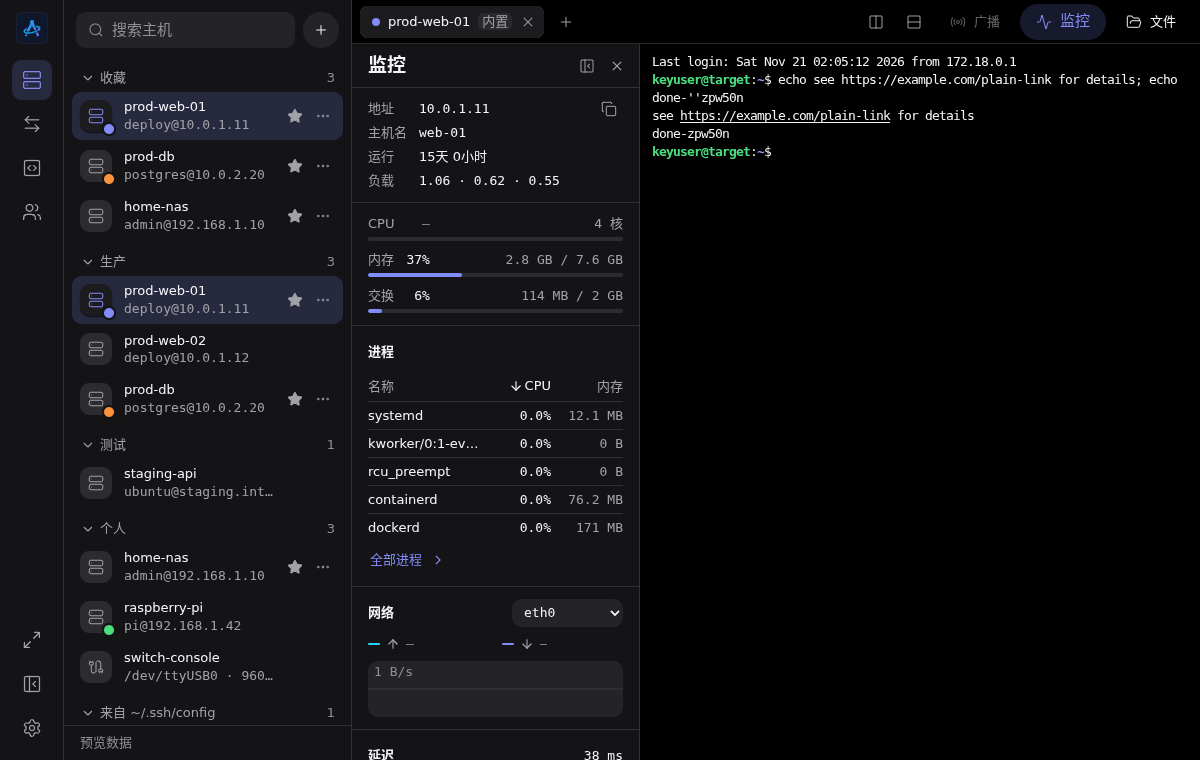 搜索主机
收藏 3
prod-web-01
deploy@10.0.1.11
prod-db
postgres@10.0.2.20
home-nas
admin@192.168.1.10
生产 3
prod-web-01
deploy@10.0.1.11
prod-web-02
deploy@10.0.1.12
prod-db
postgres@10.0.2.20
测试 1
staging-api
ubuntu@staging.int…
个人 3
home-nas
admin@192.168.1.10
raspberry-pi
pi@192.168.1.42
switch-console
/dev/ttyUSB0 · 960…
来自 ~/.ssh/config 1
预览数据
prod-web-01 内置
广播 监控 文件
监控
地址 10.0.1.11
主机名 web-01
运行 15天 0小时
负载 1.06 · 0.62 · 0.55
CPU — 4 核
内存 37% 2.8 GB / 7.6 GB
交换 6% 114 MB / 2 GB
进程
名称 CPU 内存
systemd 0.0% 12.1 MB
kworker/0:1-ev… 0.0% 0 B
rcu_preempt 0.0% 0 B
containerd 0.0% 76.2 MB
dockerd 0.0% 171 MB
全部进程
网络 eth0
↑ — ↓ —
1 B/s
延迟 38 ms
Last login: Sat Nov 21 02:05:12 2026 from 172.18.0.1
keyuser@target:~$ echo see https://example.com/plain-link for details; echo
done-''zpw50n
see https://example.com/plain-link for details
done-zpw50n
keyuser@target:~$